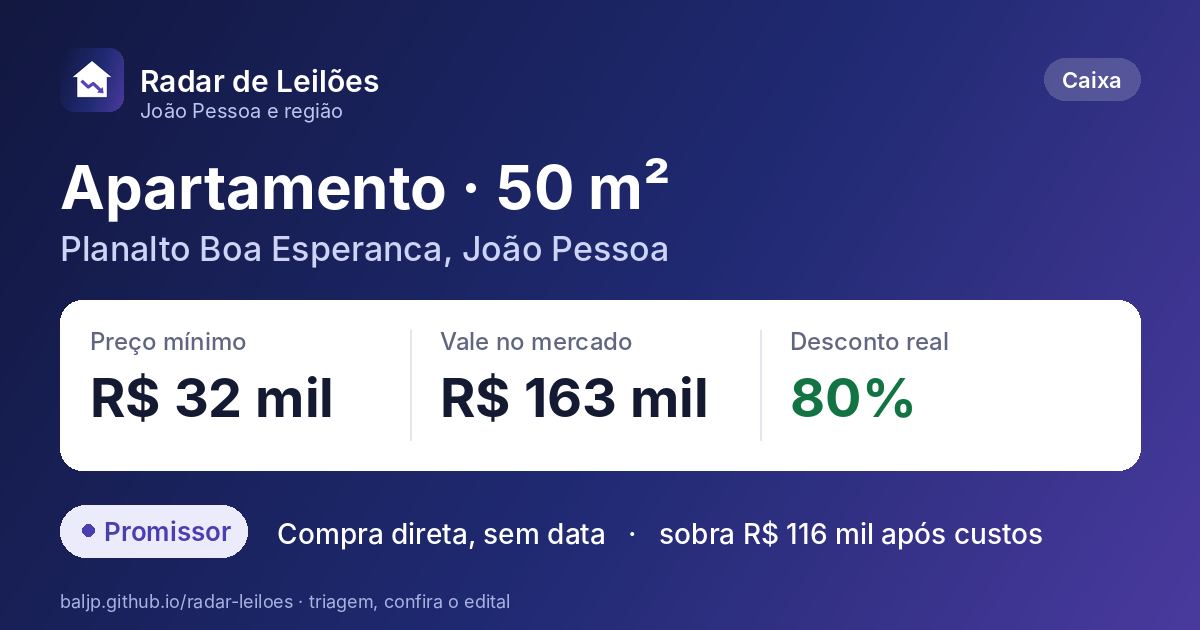 Radar de Leilões
João Pessoa e região
Caixa
Apartamento · 50 m²
Planalto Boa Esperanca, João Pessoa
Preço mínimo
R$ 32 mil
Vale no mercado
R$ 163 mil
Desconto real
80%
Promissor
Compra direta, sem data · sobra R$ 116 mil após custos
baljp.github.io/radar-leiloes · triagem, confira o edital